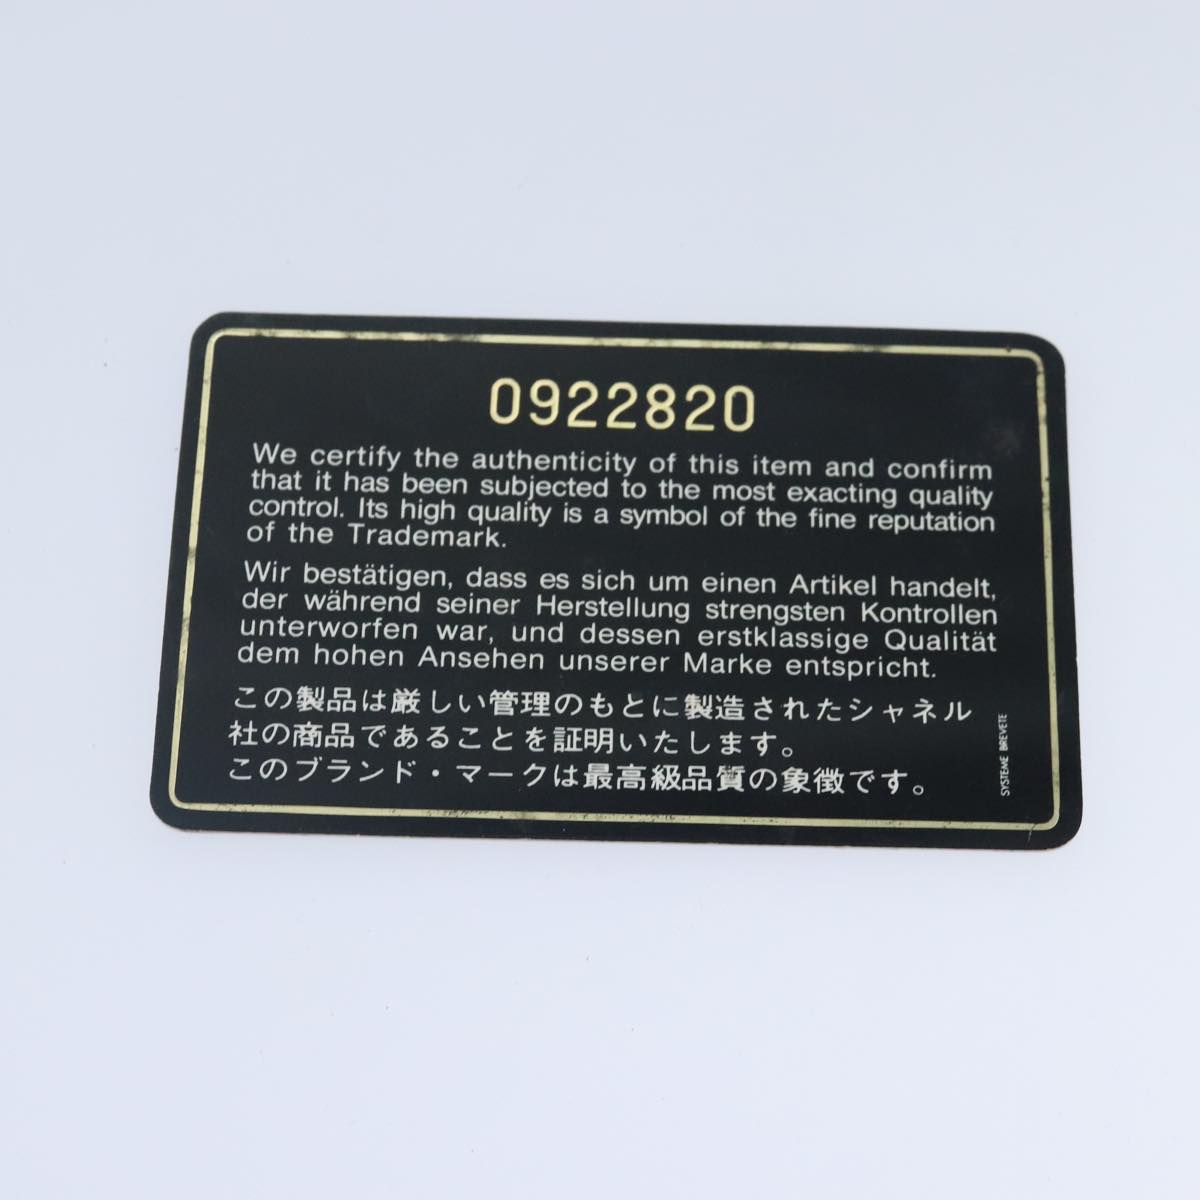 0922820
We certify the authenticity of this item and confirm
that it has been subjected to the most exacting quality
control. Its high quality is a symbol of the fine reputation
of the Trademark.
Wir bestätigen, dass es sich um einen Artikel handelt,
der während seiner Herstellung strengsten Kontrollen
unterworfen war, und dessen erstklassige Qualität
dem hohen Ansehen unserer Marke entspricht.
この製品は厳しい管理のもとに製造されたシャネル
社の商品であることを証明いたします。
このブランド・マークは最高級品質の象徴です。
SYSTEME BREVETE